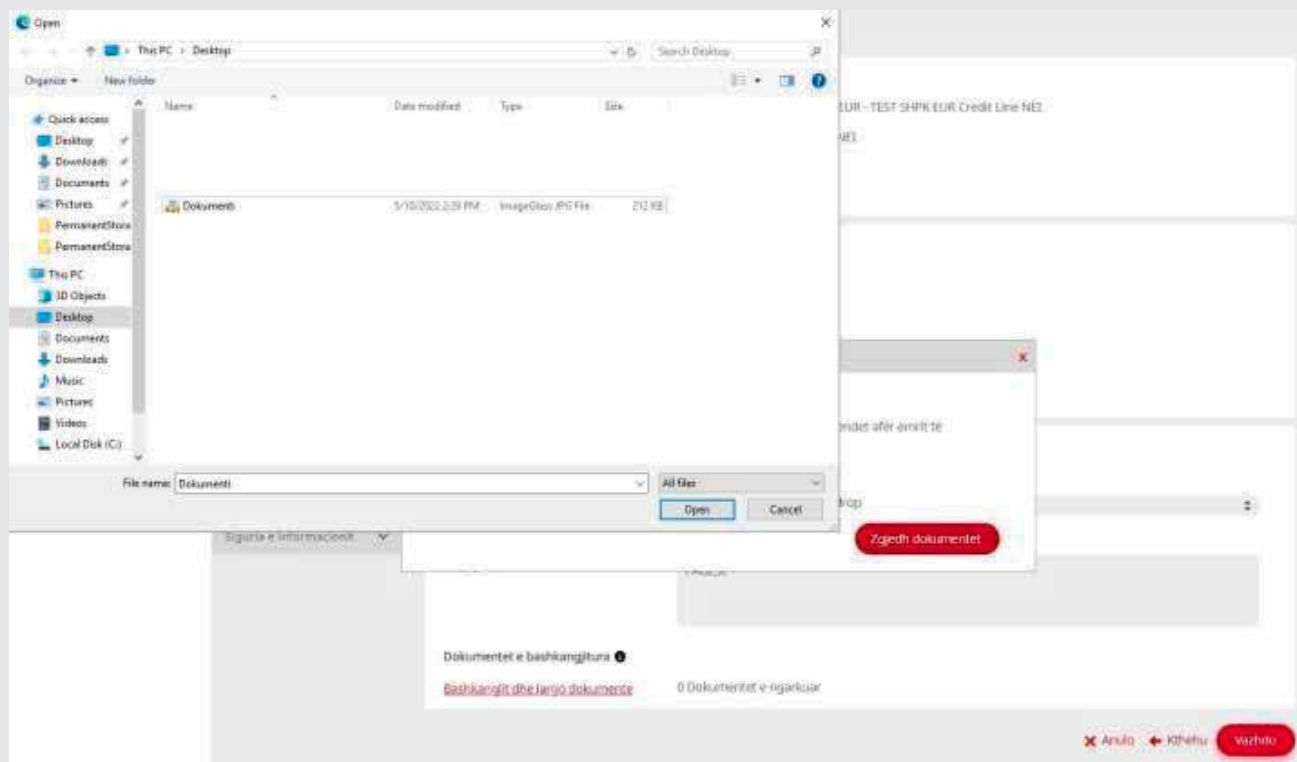 Open
This PC > Desktop
Search Desktop
Organize
New folder
Name
Date modified
Type
Size
Quick access
Desktop
Downloads
Documents
Pictures
PermanentStora
PermanentStora
This PC
3D Objects
Desktop
Documents
Downloads
Music
Pictures
Videos
Local Disk (C:)
Dokumenti
5/10/2022 2:39 PM
ImageGlass JPG File
212 KB
File name:
Dokumenti
All files
Open
Cancel
EUR - TEST SHPK EUR Credit Line NEI
NEI
endet afër emrit të
drop
Zgjedh dokumentet
Siguria e Informacionit
Dokumentet e bashkangjitura
Bashkangjit dhe largo dokumente
0 Dokumentet e ngarkuar
Anulo
Kthehu
Vazhdo